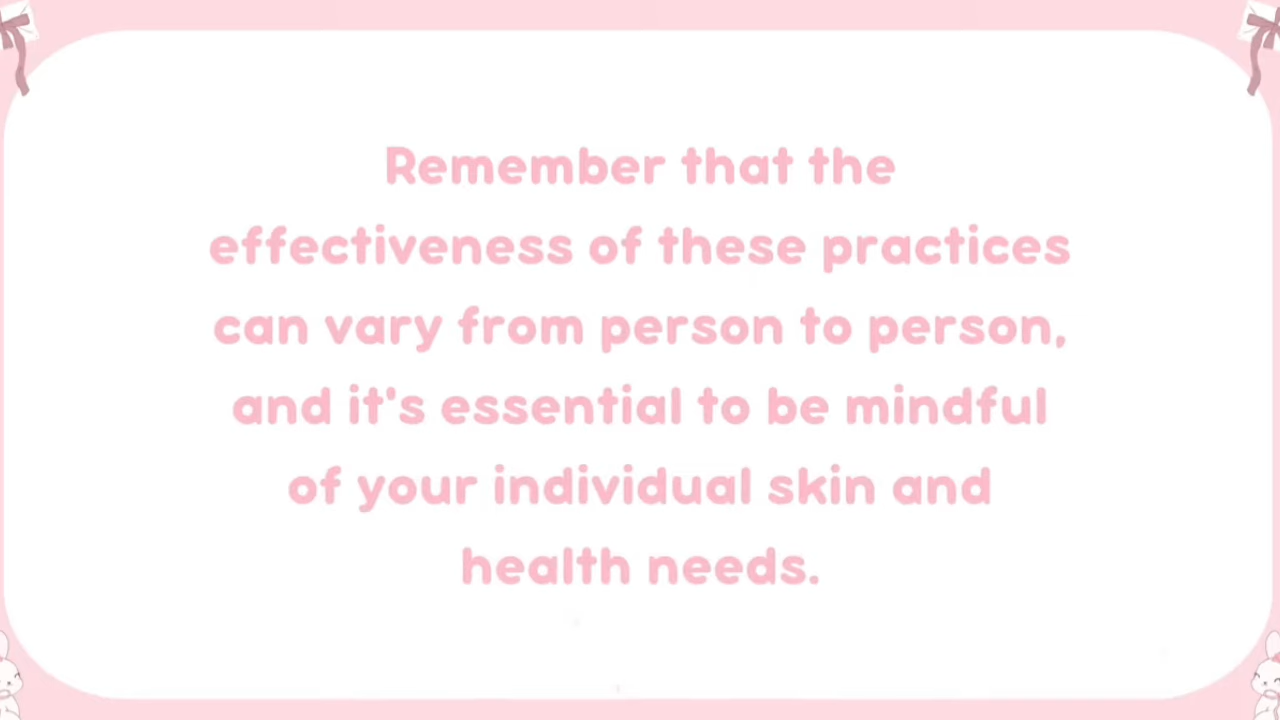 Remember that the
effectiveness of these practices
can vary from person to person,
and it's essential to be mindful
of your individual skin and
health needs.